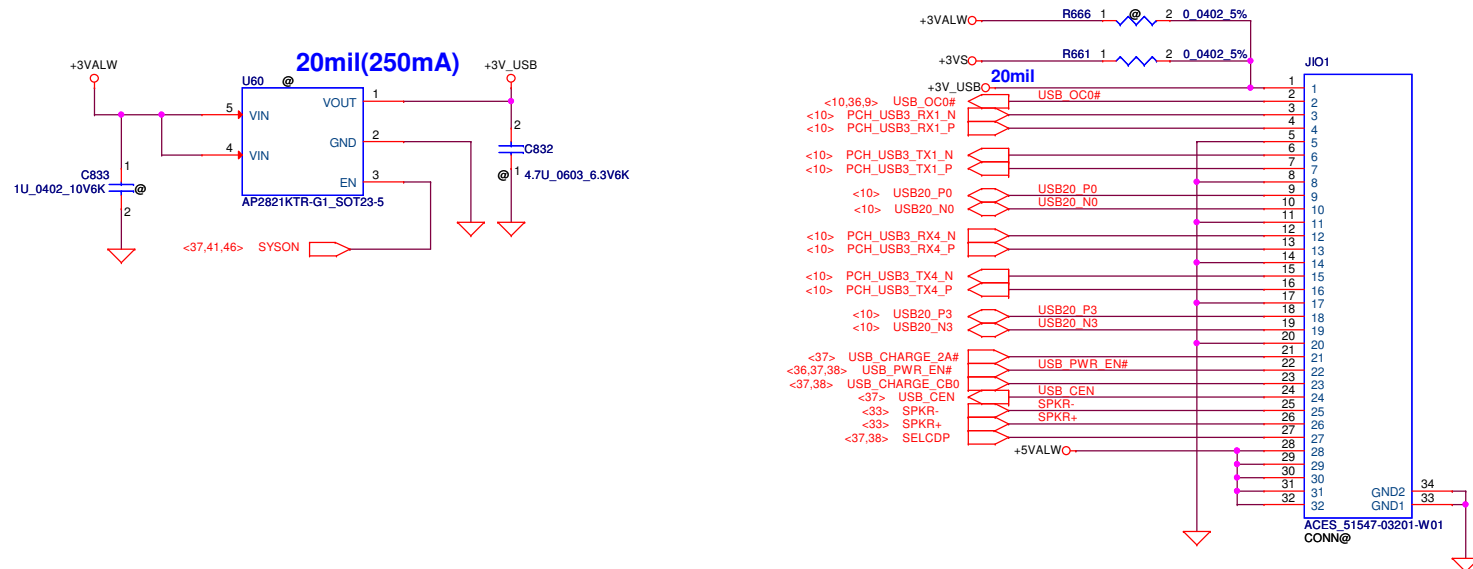 20mil(250mA)
+3VALW
+3V_USB
U60
@
5
VIN
VOUT
1
GND
2
4
VIN
EN
3
AP2821KTR-G1_SOT23-5
C833
1
1U_0402_10V6K
@
2
2
C832
@
1
4.7U_0603_6.3V6K
<37,41,46> SYSON
+3VALW
R666 1 @ 2 0_0402_5%
+3VS
R661 1 2 0_0402_5%
JIO1
20mil
+3V_USB 1 1
<10,36,9> USB_OC0# USB_OC0# 2 2
<10> PCH_USB3_RX1_N 3 3
<10> PCH_USB3_RX1_P 4 4
5 5
<10> PCH_USB3_TX1_N 6 6
<10> PCH_USB3_TX1_P 7 7
8 8
<10> USB20_P0 USB20_P0 9 9
<10> USB20_N0 USB20_N0 10 10
11 11
<10> PCH_USB3_RX4_N 12 12
<10> PCH_USB3_RX4_P 13 13
14 14
<10> PCH_USB3_TX4_N 15 15
<10> PCH_USB3_TX4_P 16 16
17 17
<10> USB20_P3 USB20_P3 18 18
<10> USB20_N3 USB20_N3 19 19
20 20
<37> USB_CHARGE_2A# 21 21
<36,37,38> USB_PWR_EN# USB_PWR_EN# 22 22
<37,38> USB_CHARGE_CB0 23 23
<37> USB_CEN USB_CEN 24 24
<33> SPKR- SPKR- 25 25
<33> SPKR+ SPKR+ 26 26
<37,38> SELCDP 27 27
+5VALW 28 28
29 29
30 30
31 31 GND2 34
32 32 GND1 33
ACES_51547-03201-W01
CONN@